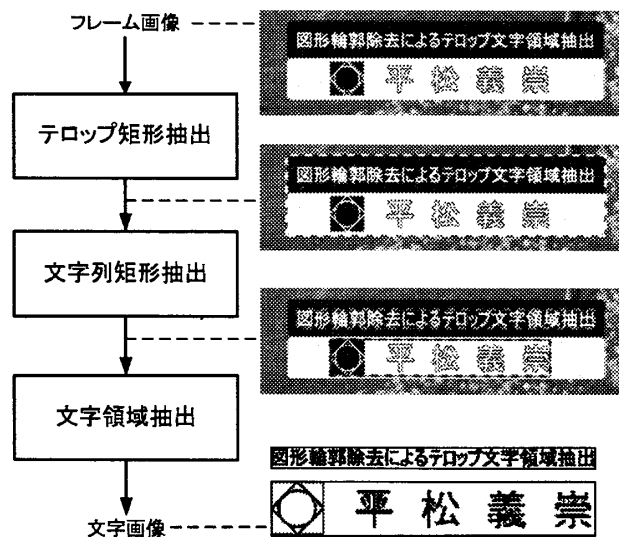 フレーム画像
図形輪郭除去によるテロップ文字領域抽出
平松義崇
テロップ矩形抽出
図形輪郭除去によるテロップ文字領域抽出
平松義崇
文字列矩形抽出
図形輪郭除去によるテロップ文字領域抽出
平松義崇
文字領域抽出
図形輪郭除去によるテロップ文字領域抽出
平松義崇
文字画像